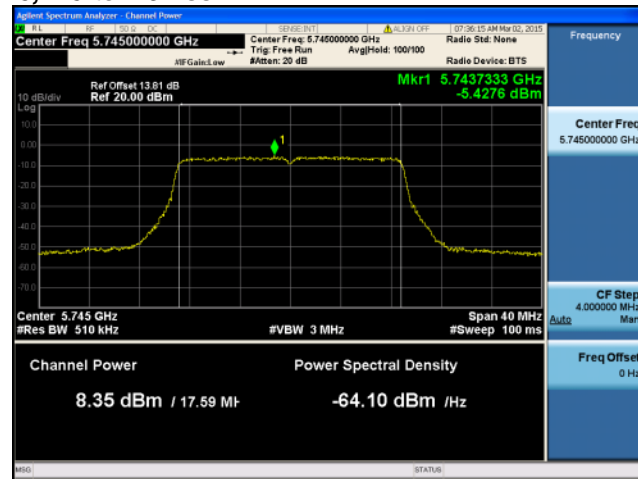 Agilent Spectrum Analyzer - Channel Power
RL RF 50 Ω DC SENSE:INT ALIGN OFF 07:36:15 AM Mar 02, 2015
Center Freq 5.745000000 GHz
Center Freq: 5.745000000 GHz
Radio Std: None
Trig: Free Run Avg|Hold: 100/100
#IFGain:Low #Atten: 20 dB Radio Device: BTS
Mkr1 5.7437333 GHz
-5.4276 dBm
Ref Offset 13.81 dB
10 dB/div Ref 20.00 dBm
Log
10.0
0.00
1
-20.0
-30.0
-40.0
-50.0
-60.0
-70.0
Center 5.745 GHz Span 40 MHz
#Res BW 510 kHz #VBW 3 MHz #Sweep 100 ms
Channel Power Power Spectral Density
8.35 dBm / 17.59 MH -64.10 dBm /Hz
MSG STATUS
Frequency
Center Freq
5.745000000 GHz
CF Step
4.000000 MHz
Auto Man
Freq Offset
0 Hz